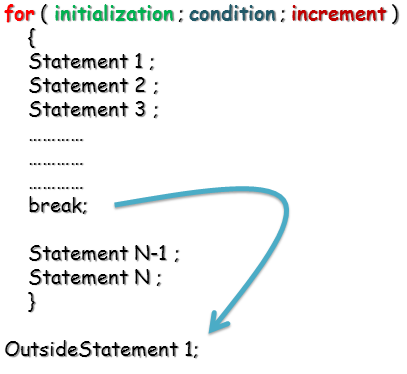 for ( initialization ; condition ; increment )
{
Statement 1 ;
Statement 2 ;
Statement 3 ;
…………
…………
…………
break;
Statement N-1 ;
Statement N ;
}
OutsideStatement 1;